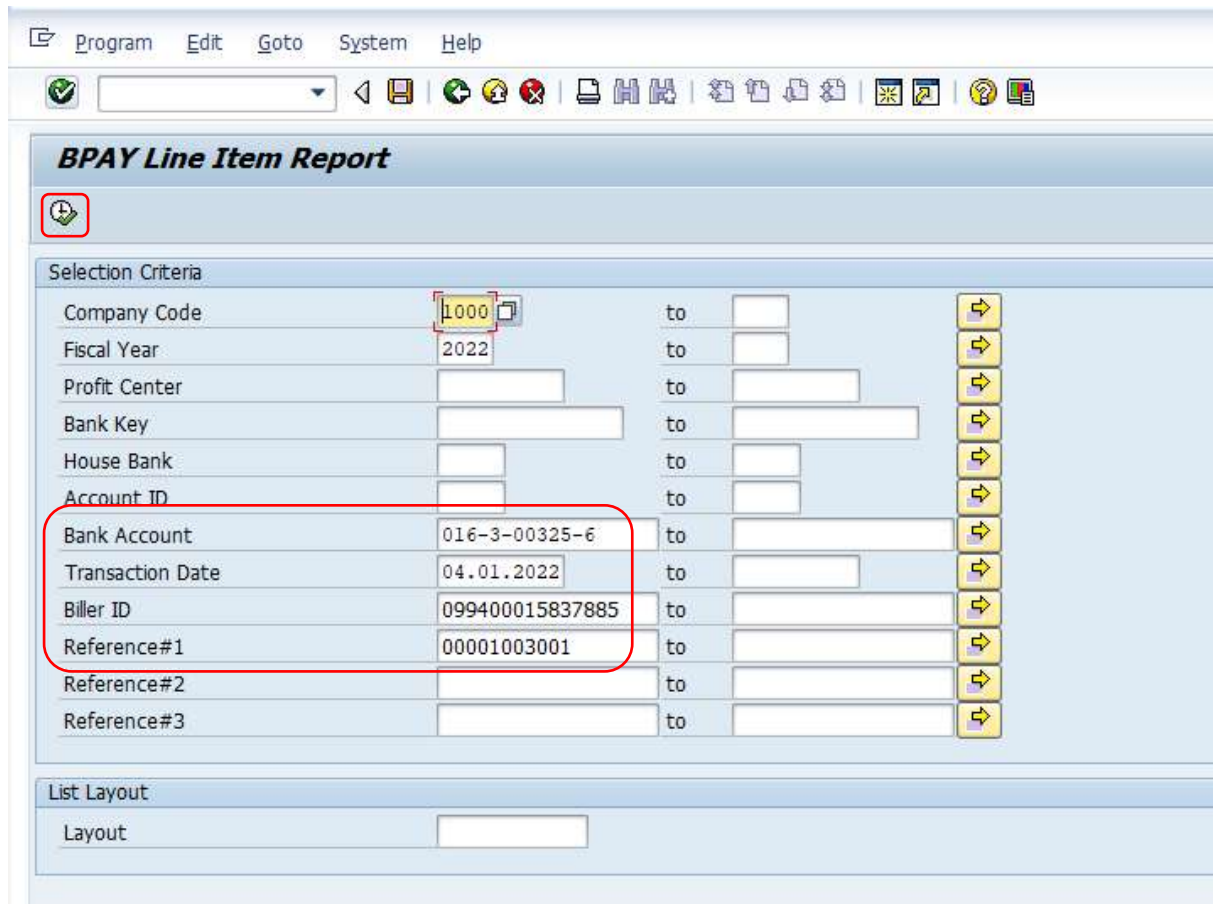 Program Edit Goto System Help
BPAY Line Item Report
Selection Criteria
Company Code 1000 to
Fiscal Year 2022 to
Profit Center to
Bank Key to
House Bank to
Account ID to
Bank Account 016-3-00325-6 to
Transaction Date 04.01.2022 to
Biller ID 099400015837885 to
Reference#1 00001003001 to
Reference#2 to
Reference#3 to
List Layout
Layout